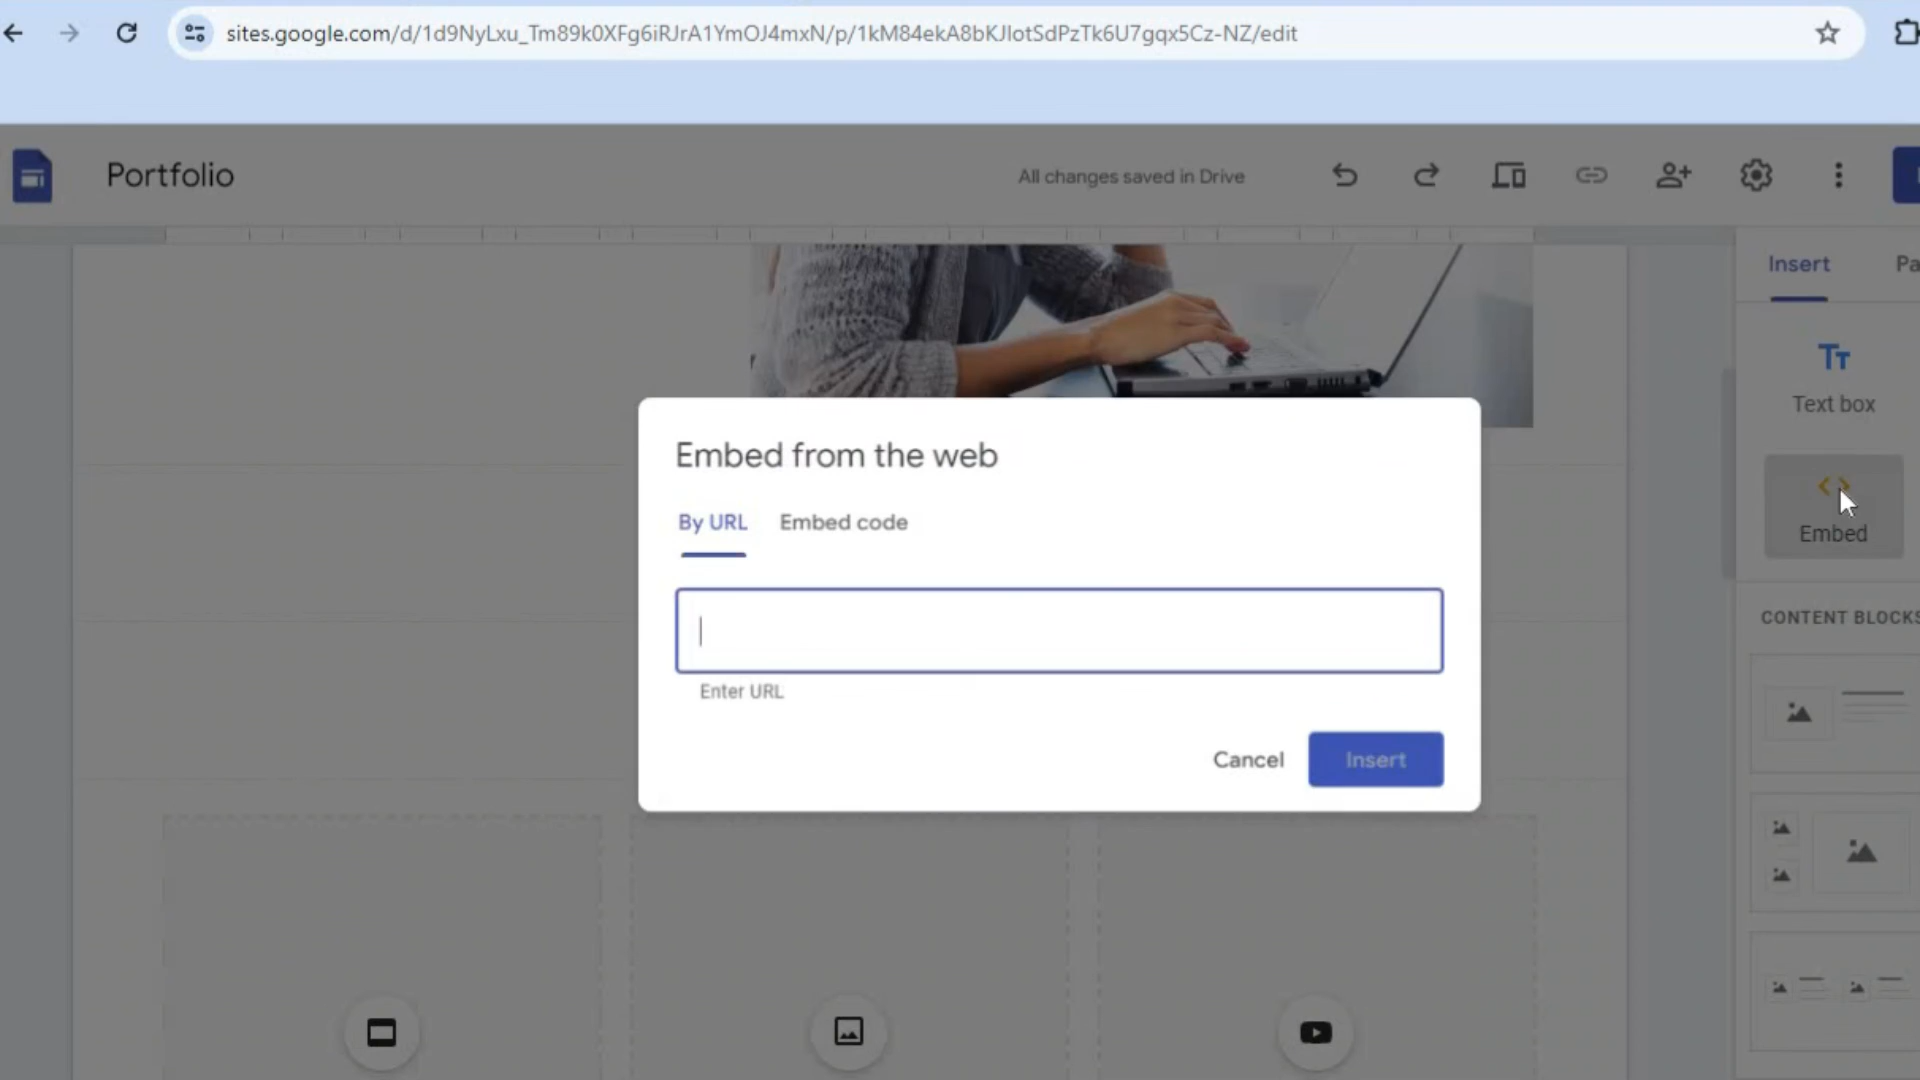 sites.google.com/d/1d9NyLxu_Tm89k0XFg6iRJrA1YmOJ4mxN/p/1kM84ekA8bKJlotSdPzTk6U7gqx5Cz-NZ/edit
Portfolio
All changes saved in Drive
Insert
Pa
Text box
Embed
CONTENT BLOCKS
Embed from the web
By URL
Embed code
Enter URL
Cancel
Insert